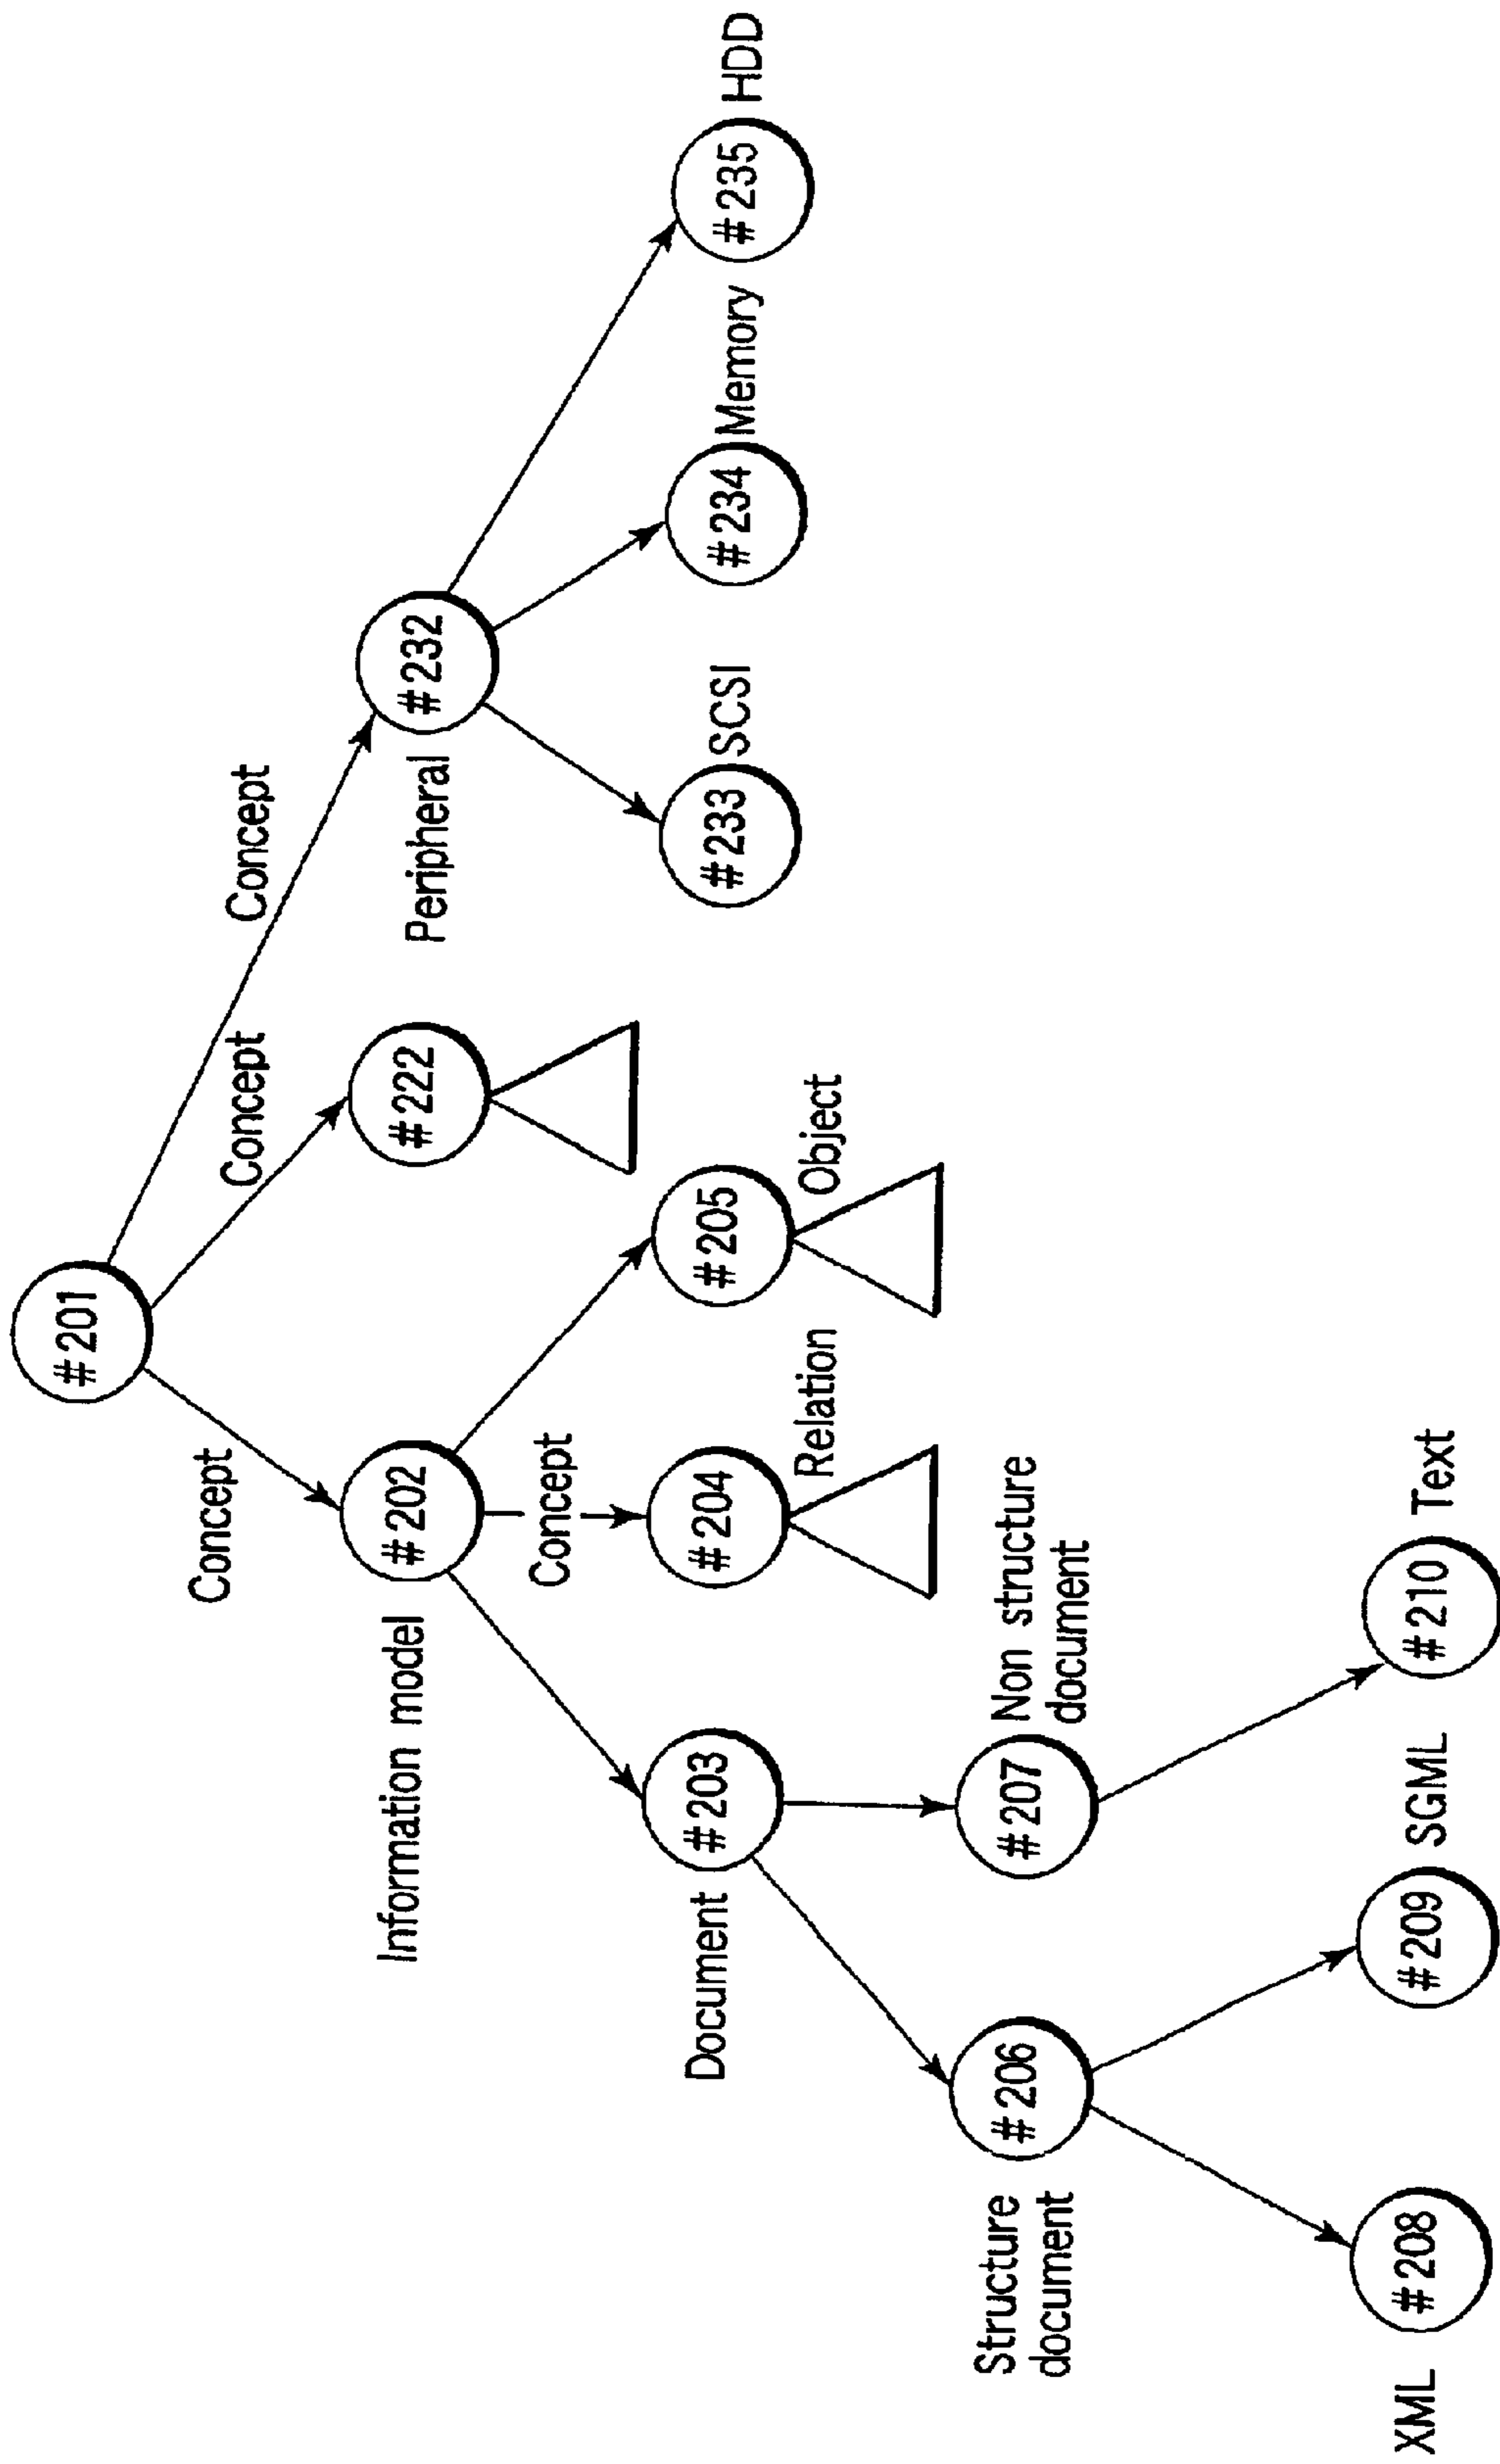 #201
Concept
Concept
Concept
Information model
#202
#222
Peripheral
#232
Concept
Document
#203
#204
Relation
#205
Object
#233
SCSI
#234
Memory
#235
HDD
Structure
document
#206
#207
Non structure
document
XML
#208
#209
SGML
#210
Text